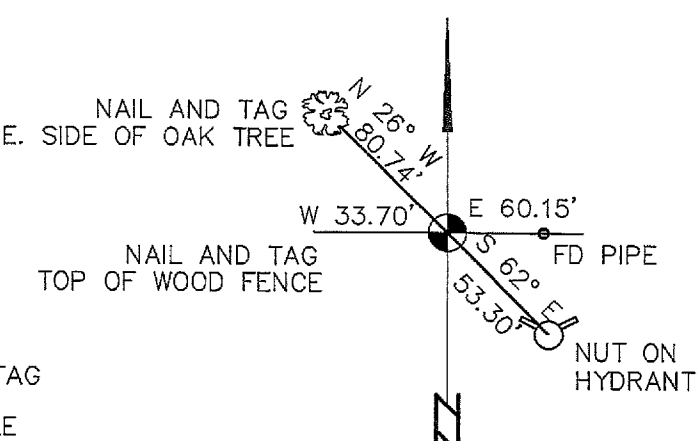 NAIL AND TAG
E. SIDE OF OAK TREE
N 26° W
80.74'
W 33.70'
E 60.15'
NAIL AND TAG
TOP OF WOOD FENCE
FD PIPE
S 62° E
53.30'
NUT ON
HYDRANT
TAG